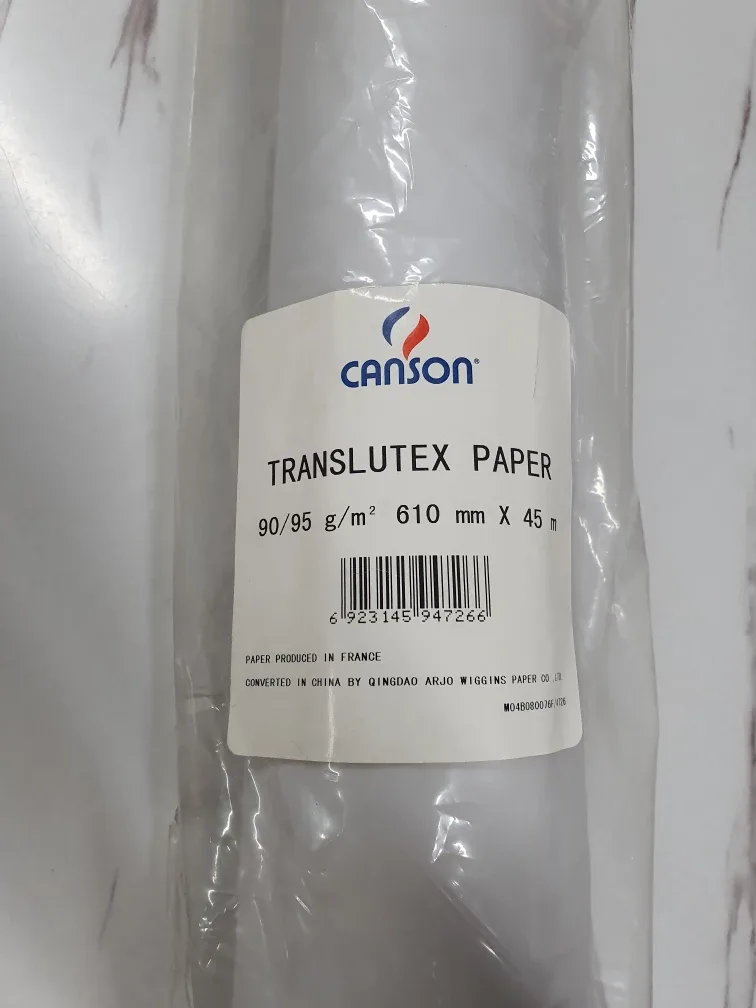 CANSON®
TRANSLUTEX PAPER
90/95 g/m² 610 mm X 45 m
6 923145 947266
PAPER PRODUCED IN FRANCE
CONVERTED IN CHINA BY QINGDAO ARJO WIGGINS PAPER CO.,LTD.